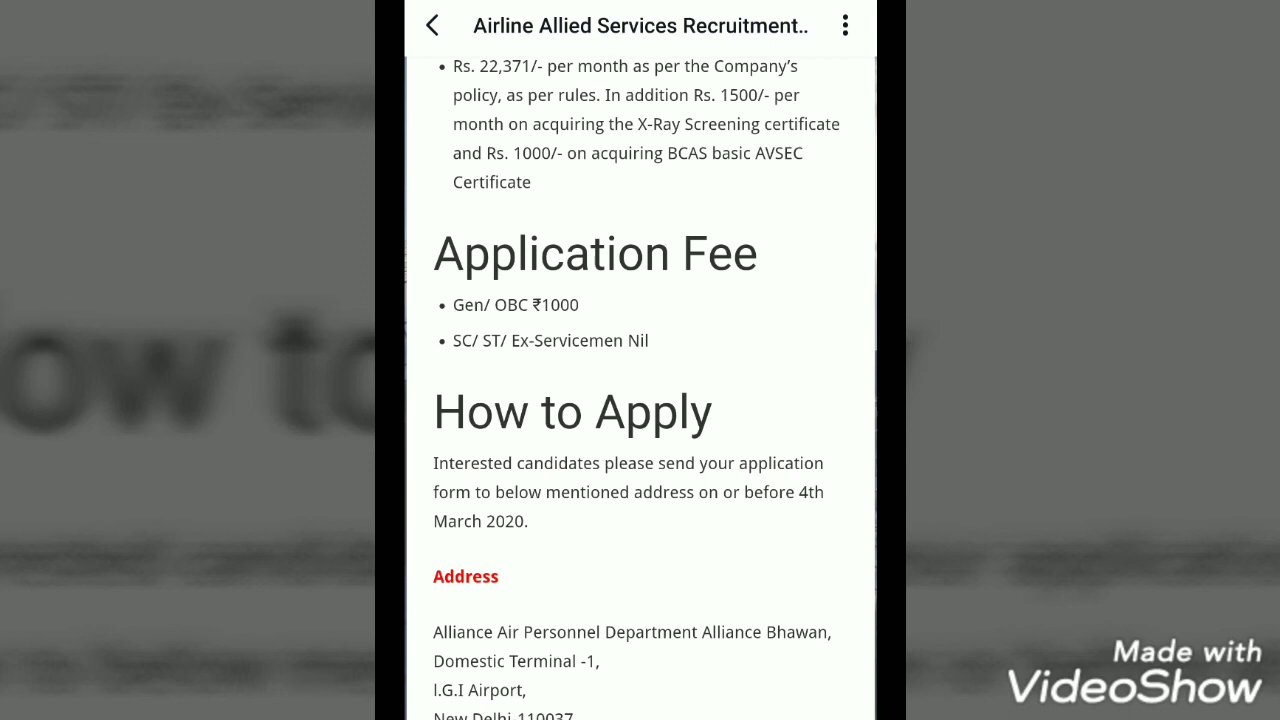 Airline Allied Services Recruitment..
• Rs. 22,371/- per month as per the Company's
policy, as per rules. In addition Rs. 1500/- per
month on acquiring the X-Ray Screening certificate
and Rs. 1000/- on acquiring BCAS basic AVSEC
Certificate
Application Fee
• Gen/ OBC ₹1000
• SC/ ST/ Ex-Servicemen Nil
How to Apply
Interested candidates please send your application
form to below mentioned address on or before 4th
March 2020.
Address
Alliance Air Personnel Department Alliance Bhawan,
Domestic Terminal -1,
I.G.I Airport,
New Delhi-110037
Made with
VideoShow